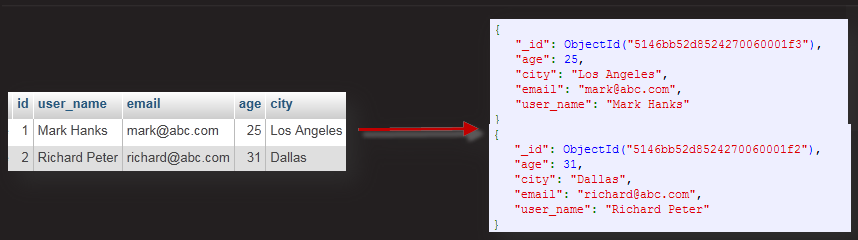 id user_name email age city
1 Mark Hanks mark@abc.com 25 Los Angeles
2 Richard Peter richard@abc.com 31 Dallas
{
"_id": ObjectId("5146bb52d8524270060001f3"),
"age": 25,
"city": "Los Angeles",
"email": "mark@abc.com",
"user_name": "Mark Hanks"
}
{
"_id": ObjectId("5146bb52d8524270060001f2"),
"age": 31,
"city": "Dallas",
"email": "richard@abc.com",
"user_name": "Richard Peter"
}